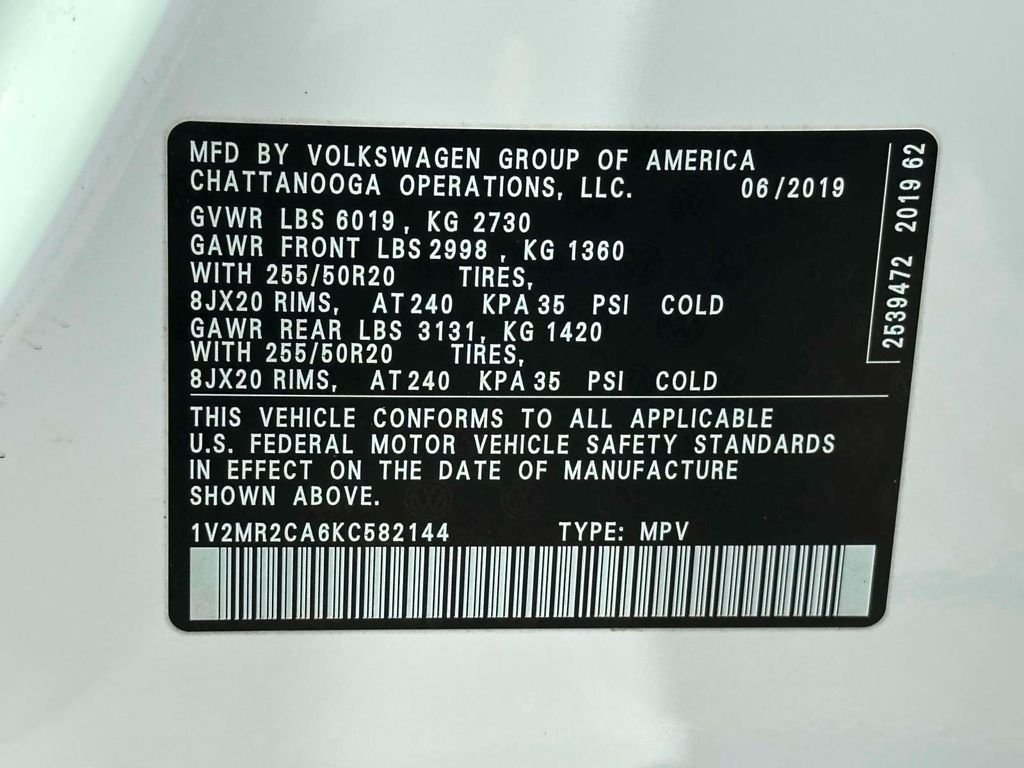 MFD BY VOLKSWAGEN GROUP OF AMERICA
CHATTANOOGA OPERATIONS, LLC. 06/2019
GVWR LBS 6019, KG 2730
GAWR FRONT LBS 2998, KG 1360
WITH 255/50R20 TIRES,
8JX20 RIMS, AT 240 KPA 35 PSI COLD
GAWR REAR LBS 3131, KG 1420
WITH 255/50R20 TIRES,
8JX20 RIMS, AT 240 KPA 35 PSI COLD
THIS VEHICLE CONFORMS TO ALL APPLICABLE
U.S. FEDERAL MOTOR VEHICLE SAFETY STANDARDS
IN EFFECT ON THE DATE OF MANUFACTURE
SHOWN ABOVE.
1V2MR2CA6KC582144 TYPE: MPV
2539472 2019 62